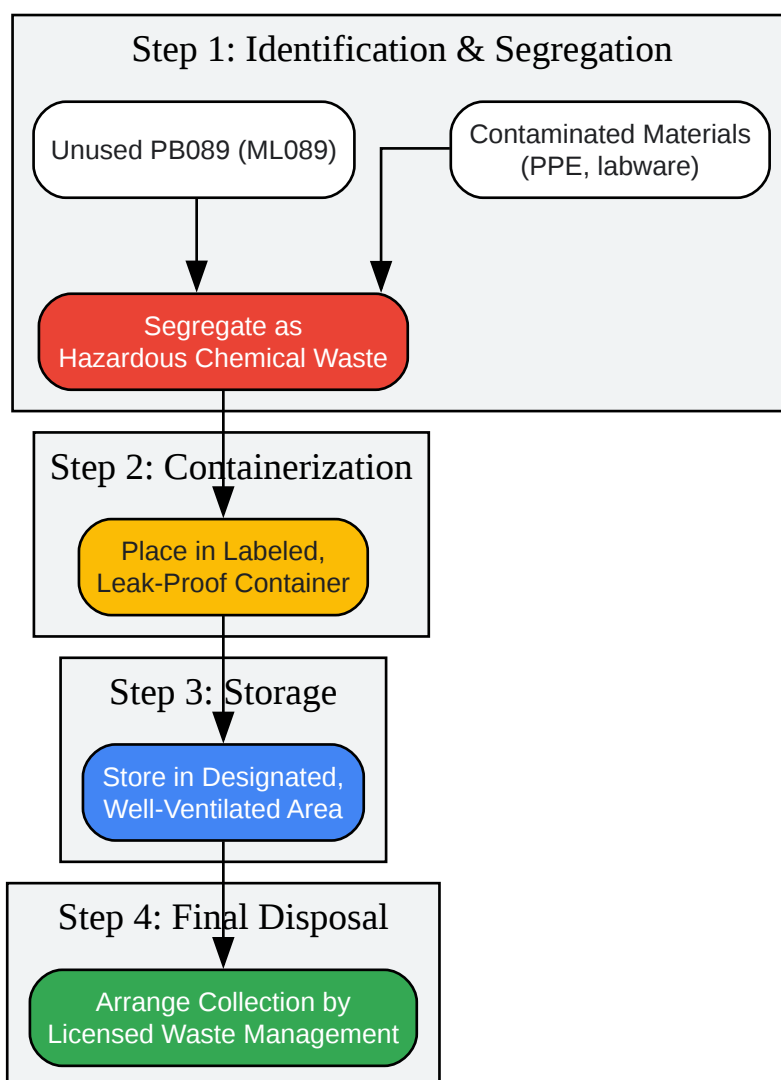 Step 1: Identification & Segregation
Unused PB089 (ML089)
Contaminated Materials
(PPE, labware)
Segregate as
Hazardous Chemical Waste
Step 2: Containerization
Place in Labeled,
Leak-Proof Container
Step 3: Storage
Store in Designated,
Well-Ventilated Area
Step 4: Final Disposal
Arrange Collection by
Licensed Waste Management